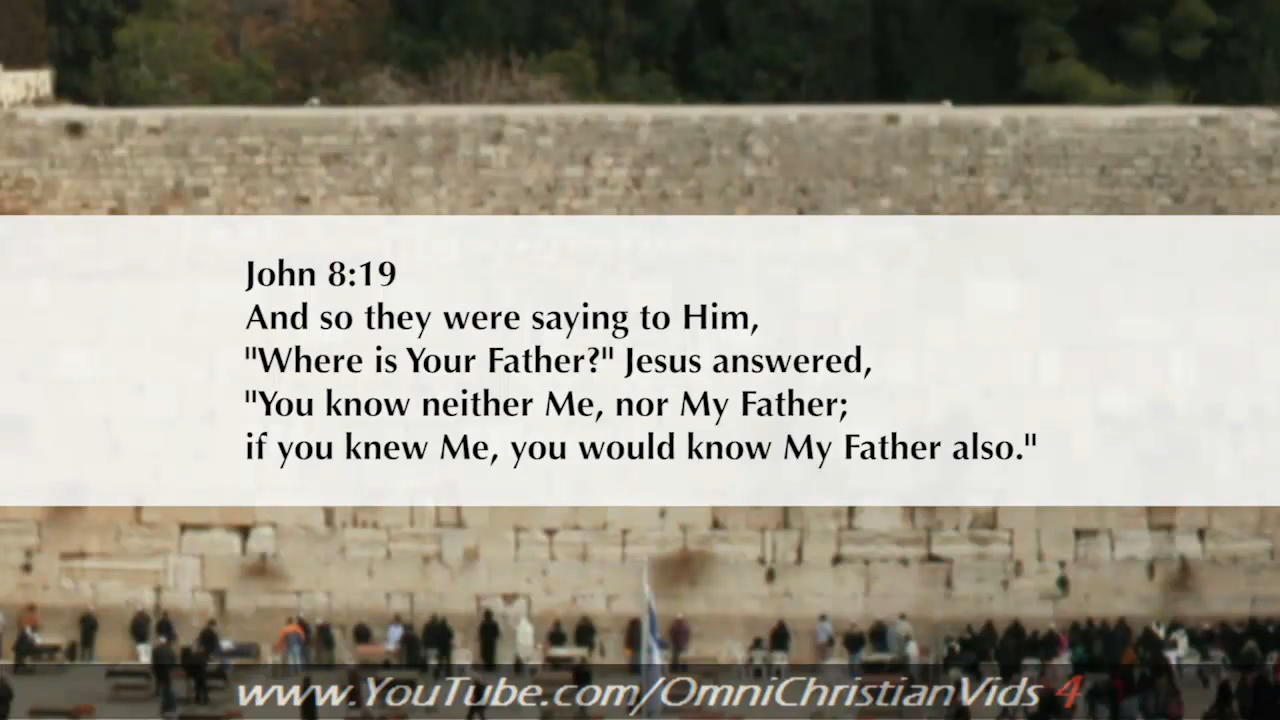 John 8:19
And so they were saying to Him,
"Where is Your Father?" Jesus answered,
"You know neither Me, nor My Father;
if you knew Me, you would know My Father also."
www.YouTube.com/OmniChristianVids 4